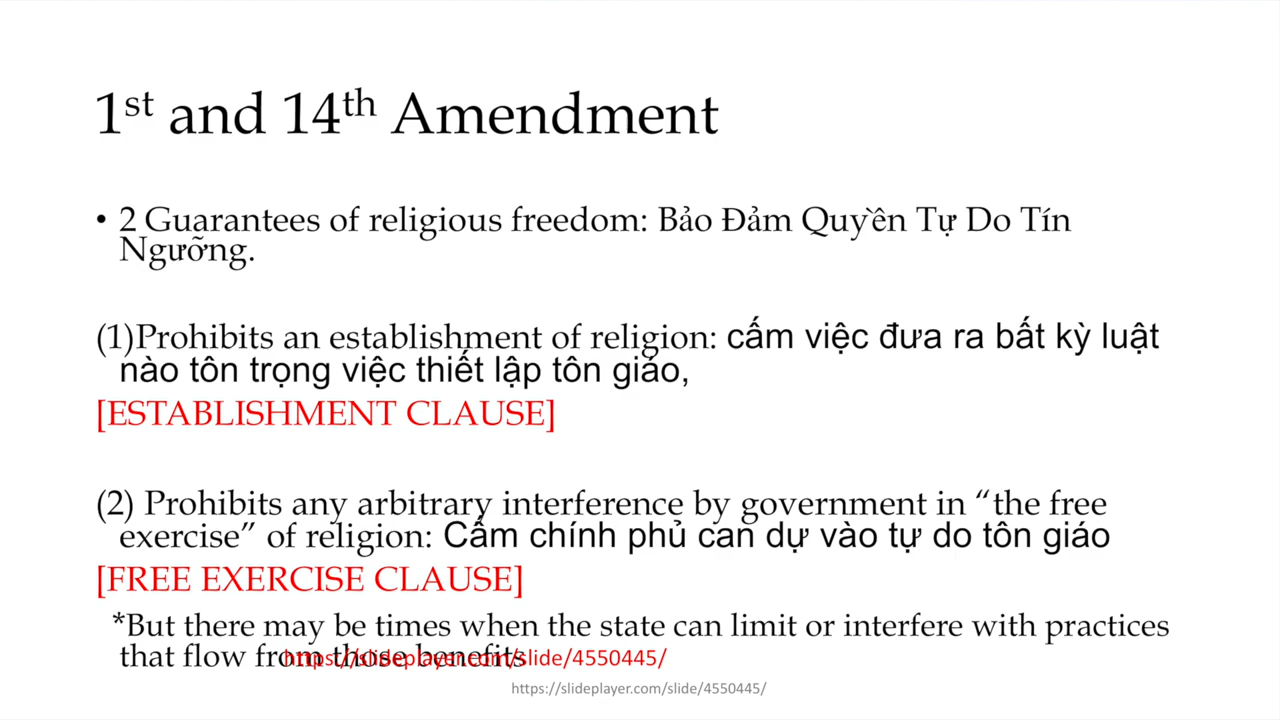 1st and 14th Amendment
• 2 Guarantees of religious freedom: Bảo Đảm Quyền Tự Do Tín
Ngưỡng.
(1)Prohibits an establishment of religion: cấm việc đưa ra bất kỳ luật
nào tôn trọng việc thiết lập tôn giáo,
[ESTABLISHMENT CLAUSE]
(2) Prohibits any arbitrary interference by government in “the free
exercise” of religion: Cấm chính phủ can dự vào tự do tôn giáo
[FREE EXERCISE CLAUSE]
*But there may be times when the state can limit or interfere with practices
that flow from those benefits
https://slideplayer.com/slide/4550445/
https://slideplayer.com/slide/4550445/